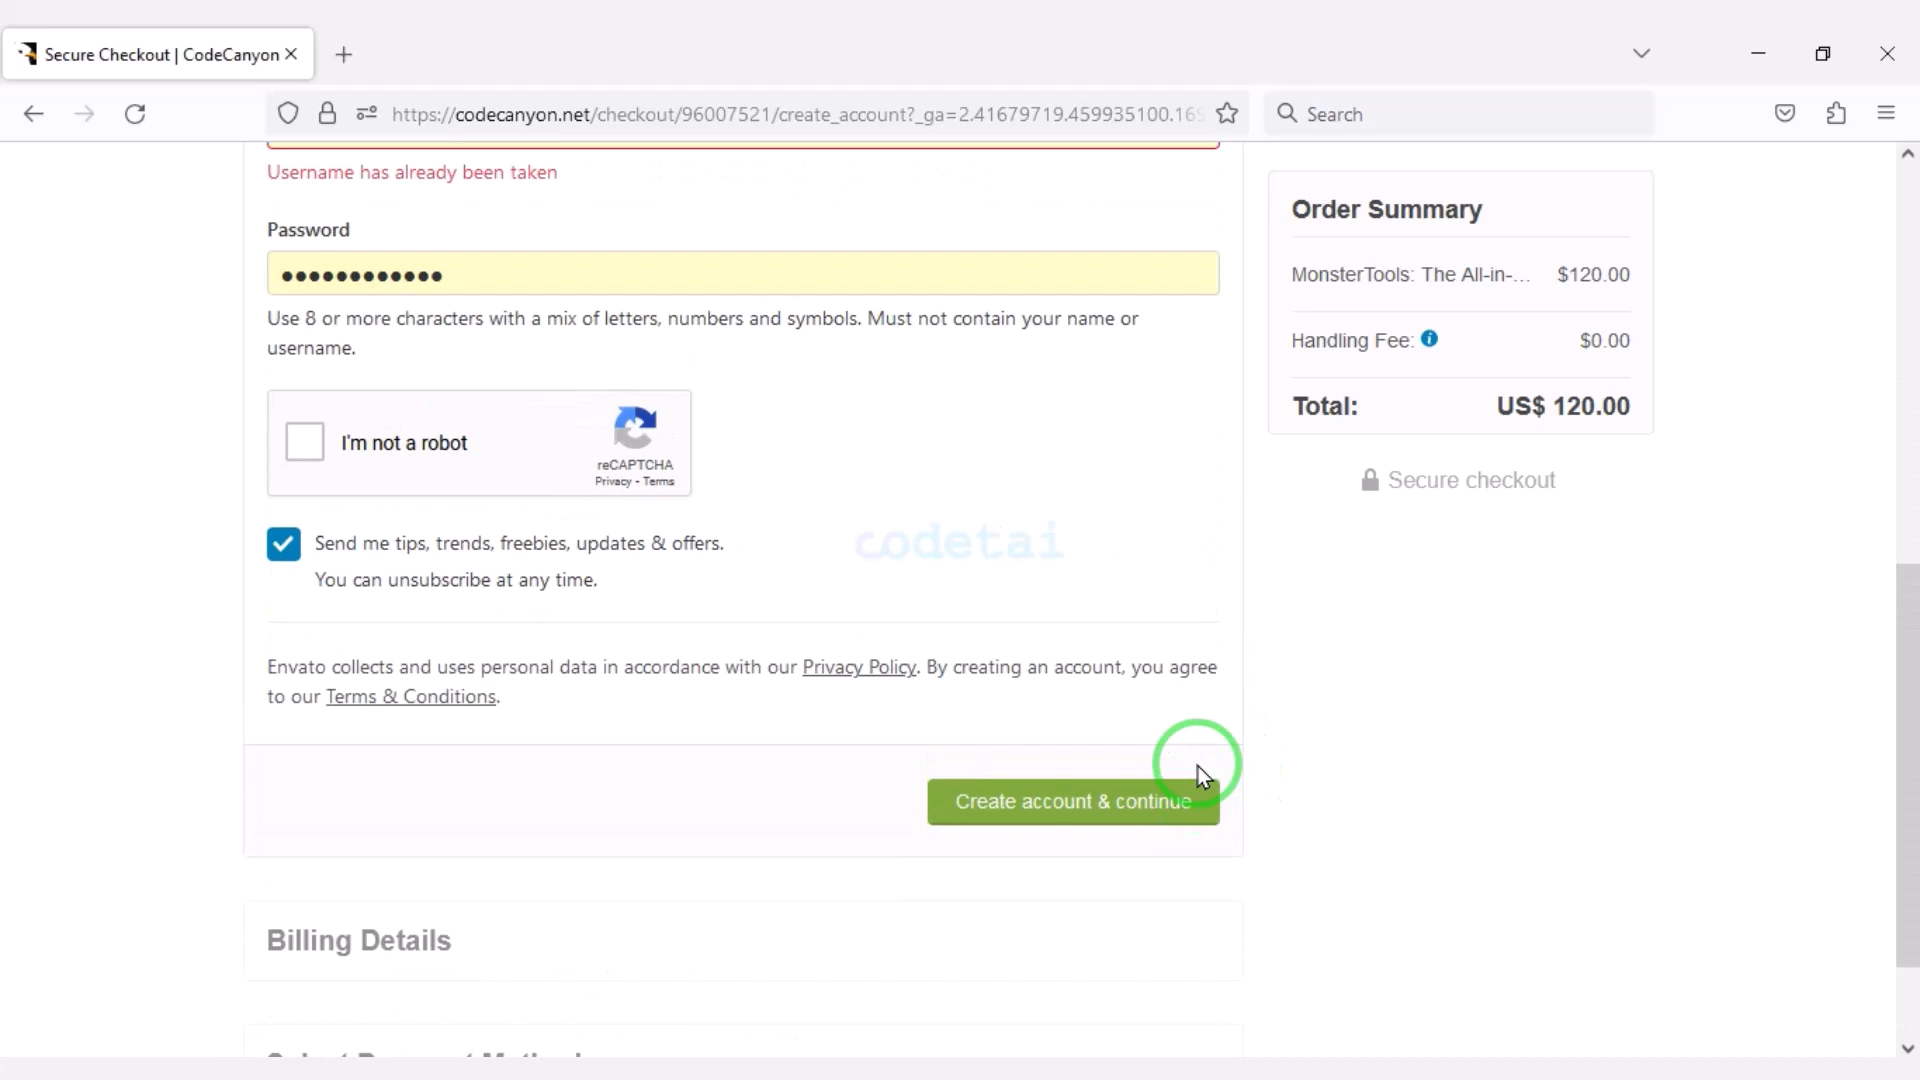 Secure Checkout | CodeCanyon
https://codecanyon.net/checkout/96007521/create_account?_ga=2.41679719.459935100.169
Search
Username has already been taken
Password
Use 8 or more characters with a mix of letters, numbers and symbols. Must not contain your name or
username.
I'm not a robot
reCAPTCHA
Privacy - Terms
Send me tips, trends, freebies, updates & offers.
You can unsubscribe at any time.
codetai
Envato collects and uses personal data in accordance with our Privacy Policy. By creating an account, you agree
to our Terms & Conditions.
Create account & continue
Billing Details
Order Summary
MonsterTools: The All-in-... $120.00
Handling Fee: $0.00
Total: US$ 120.00
Secure checkout